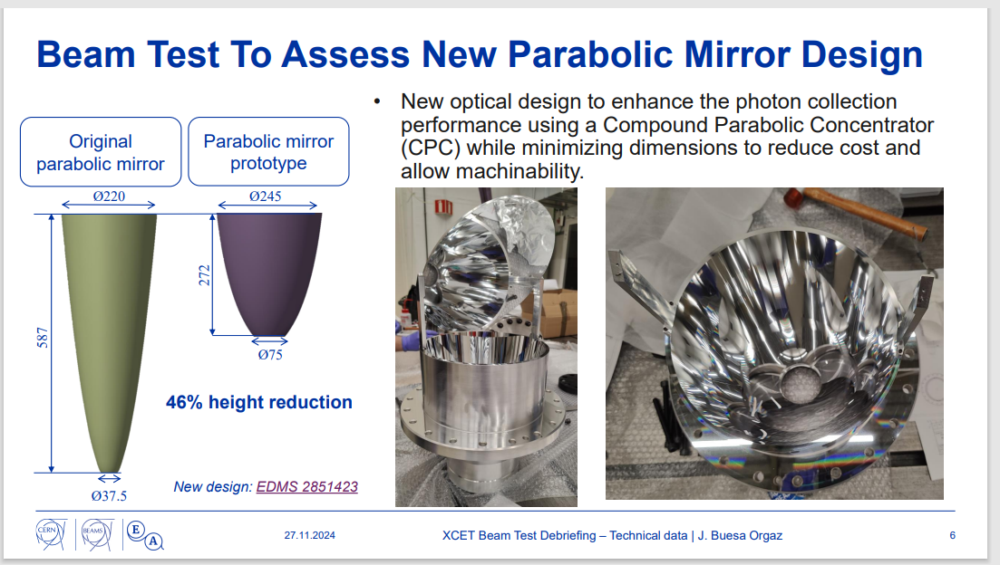 Beam Test To Assess New Parabolic Mirror Design
Original
parabolic mirror
Parabolic mirror
prototype
Ø220
Ø245
587
272
Ø75
Ø37.5
46% height reduction
New design: EDMS 2851423
• New optical design to enhance the photon collection
performance using a Compound Parabolic Concentrator
(CPC) while minimizing dimensions to reduce cost and
allow machinability.
CERN
BEAMS
E
A
27.11.2024
XCET Beam Test Debriefing – Technical data | J. Buesa Orgaz
6